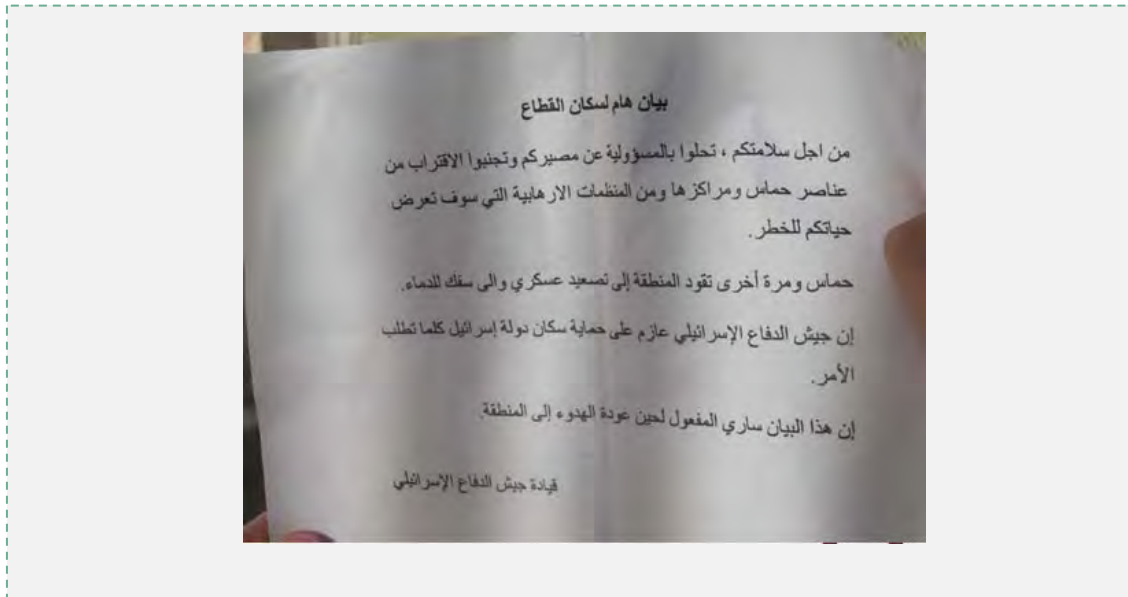 بيان هام لسكان القطاع
من اجل سلامتكم ، تحلوا بالمسؤولية عن مصيركم وتجنبوا الاقتراب من
عناصر حماس ومراكزها ومن المنظمات الارهابية التي سوف تعرض
حياتكم للخطر.
حماس ومرة أخرى تقود المنطقة إلى تصعيد عسكري والى سفك للدماء.
إن جيش الدفاع الإسرائيلي عازم على حماية سكان دولة إسرائيل كلما تطلب
الأمر.
إن هذا البيان ساري المفعول لحين عودة الهدوء إلى المنطقة.
قيادة جيش الدفاع الإسرائيلي